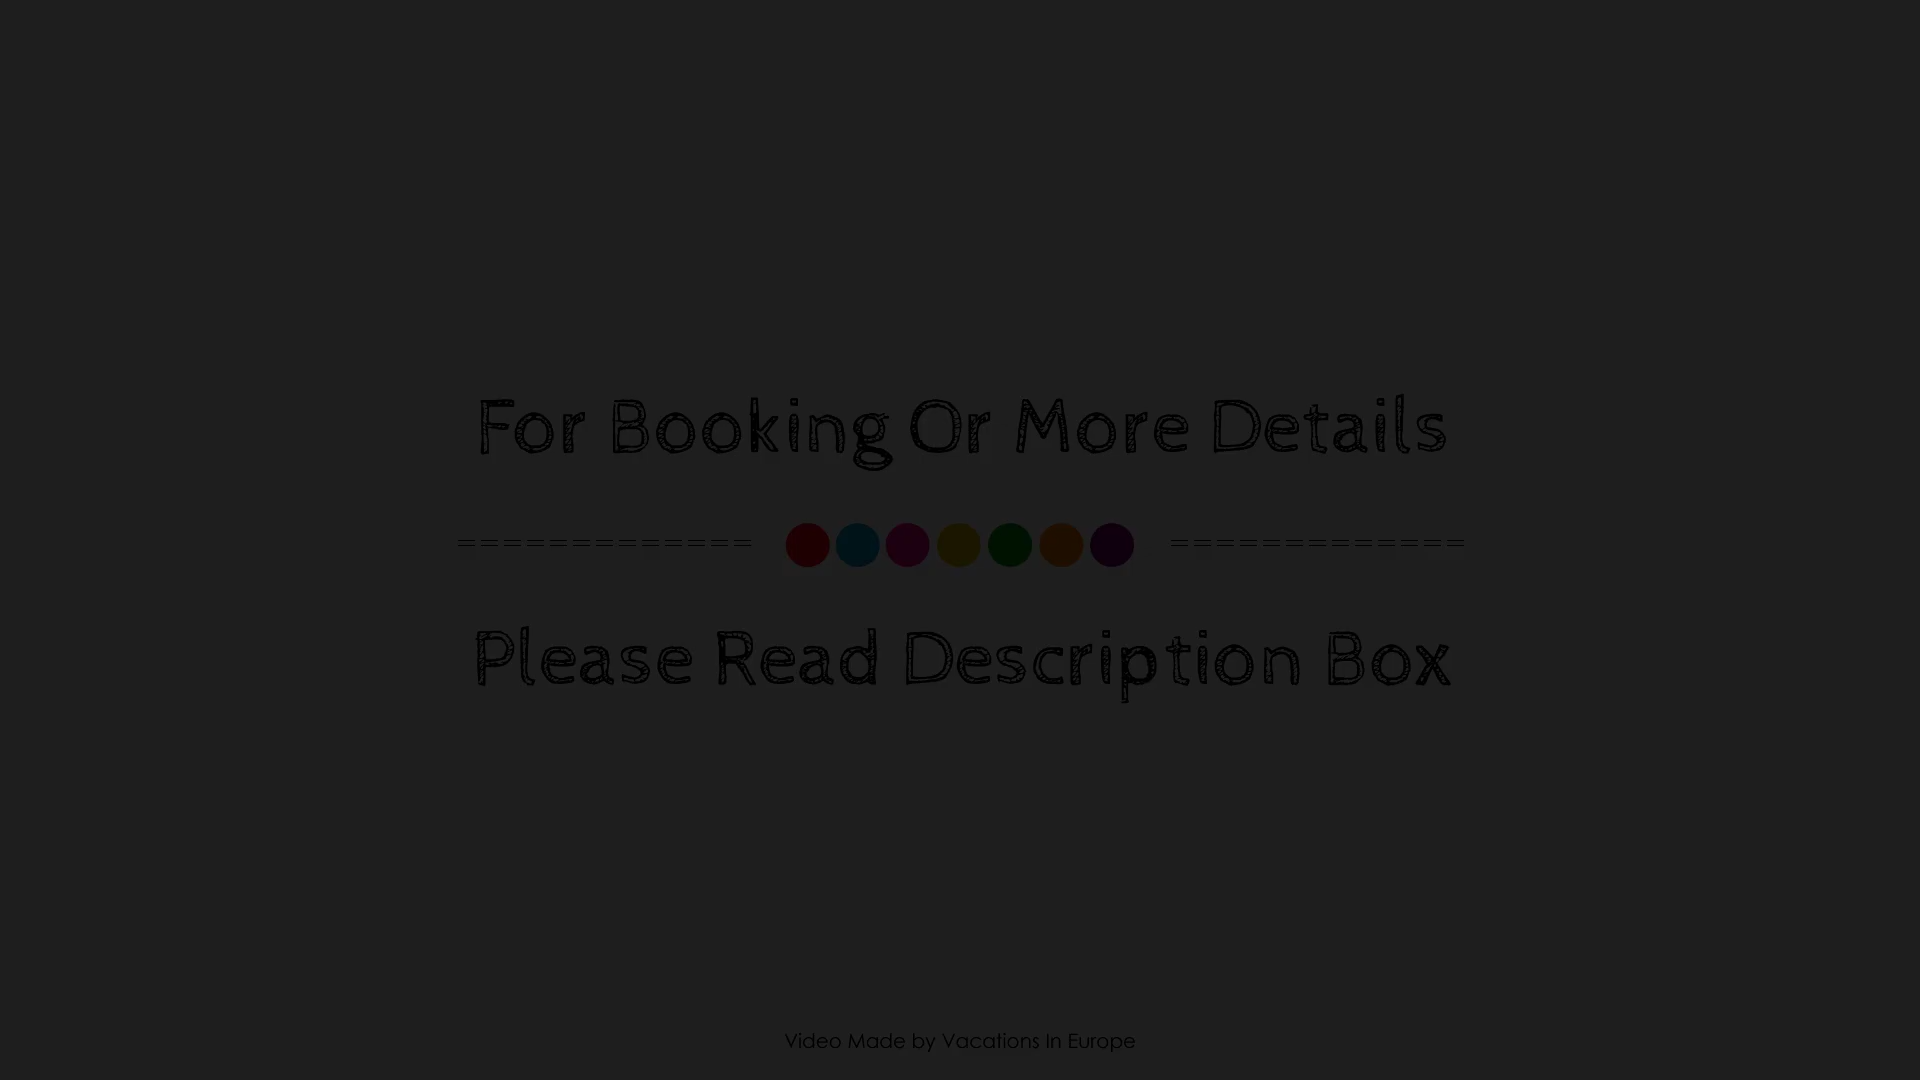 For Booking Or More Details
============= =============
Please Read Description Box
Video Made by Vacations In Europe